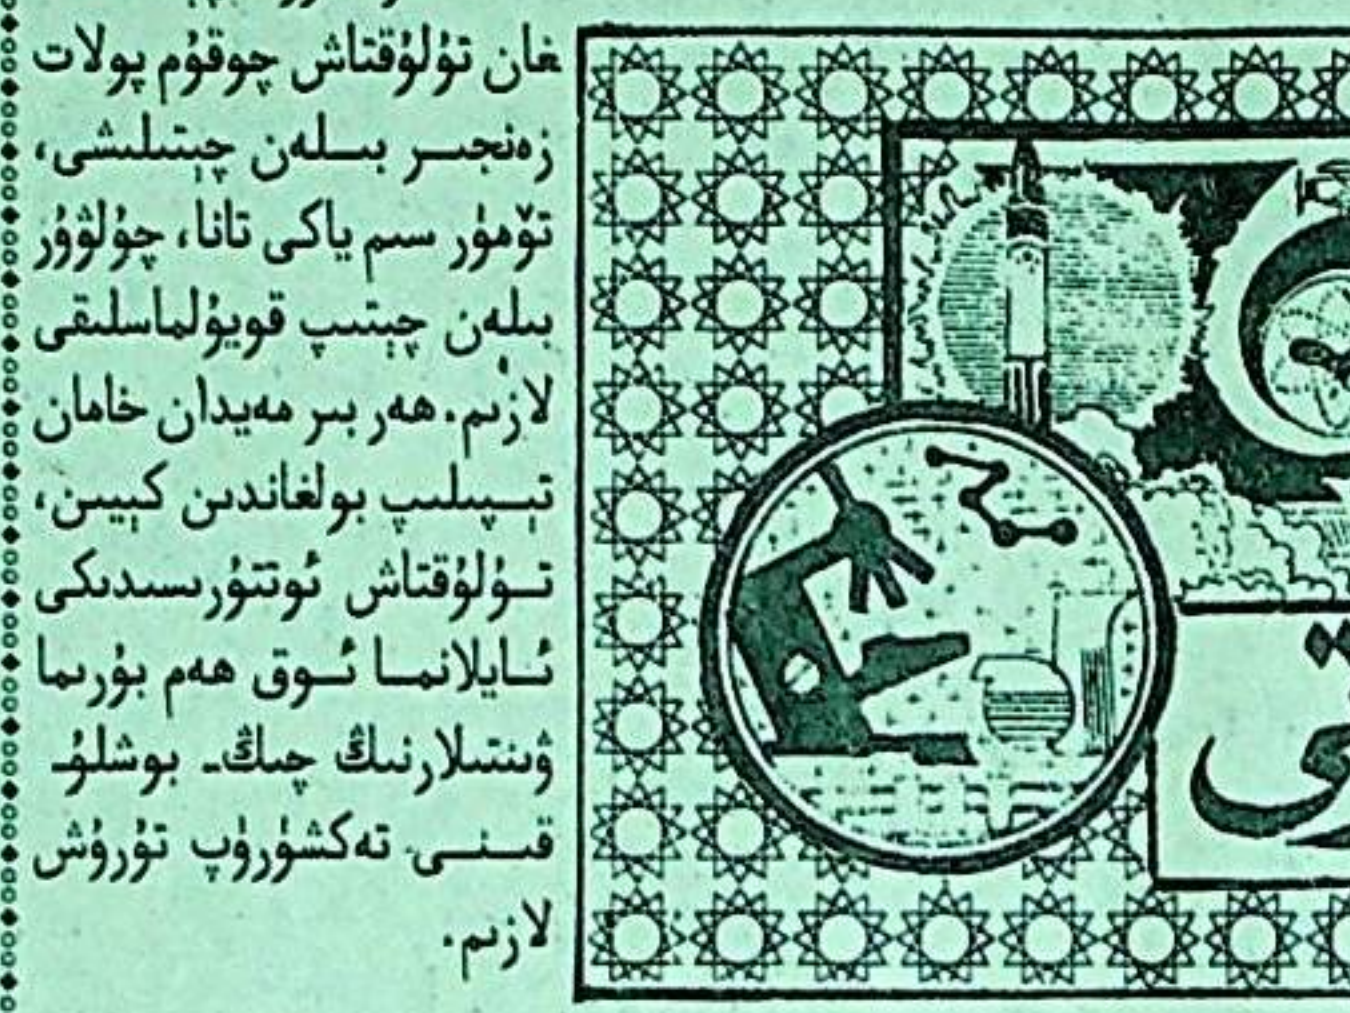 غان تۇلۇقتاش چوقۇم پولات
زەنجىر بىلەن چېتىلىشى،
تۆمۈر سىم ياكى تانا، چۇلۋۇر
بىلەن چېتىپ قويۇلماسلىقى
لازىم. ھەر بىر مەيدان خامان
تېپىلىپ بولغاندىن كېيىن،
تۇلۇقتاش ئوتتۇرىسىدىكى
ئايلانما ئوق ھەم بۇرىما
ۋىنتىلارنىڭ چىڭ- بوشلۇ-
قىنى تەكشۈرۈپ تۇرۇش
لازىم.